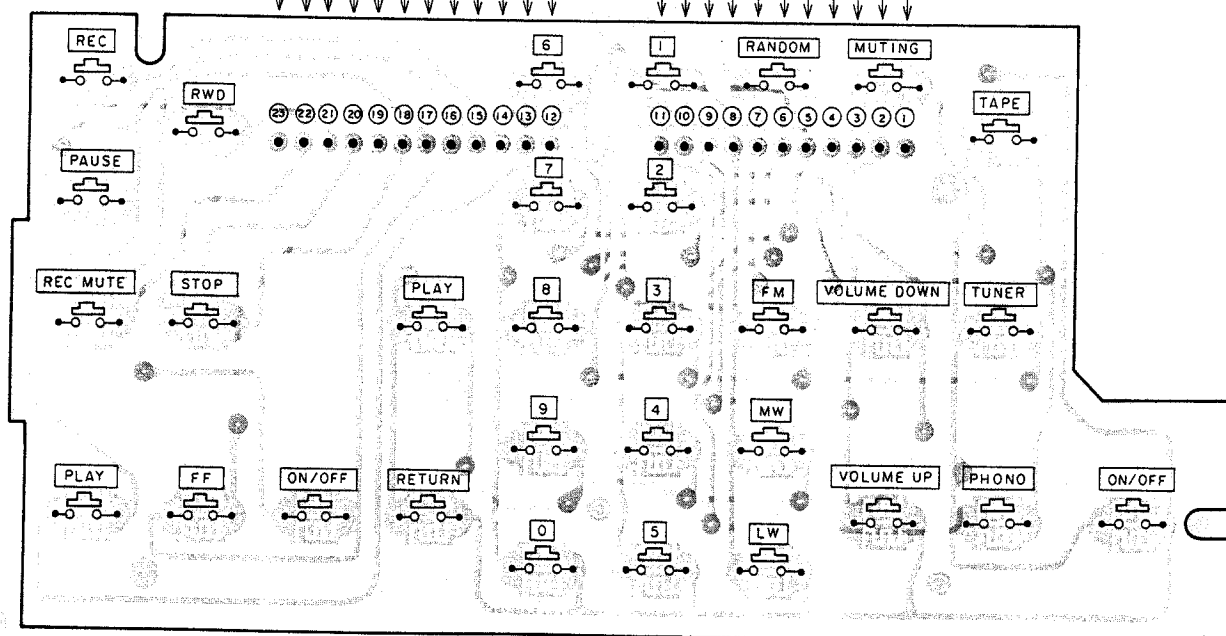 REC
6
1
RANDOM
MUTING
RWD
TAPE
23 22 21 20 19 18 17 16 15 14 13 12
11 10 9 8 7 6 5 4 3 2 1
PAUSE
7
2
REC MUTE
STOP
PLAY
8
3
FM
VOLUME DOWN
TUNER
9
4
MW
PLAY
FF
ON/OFF
RETURN
VOLUME UP
PHONO
ON/OFF
0
5
LW